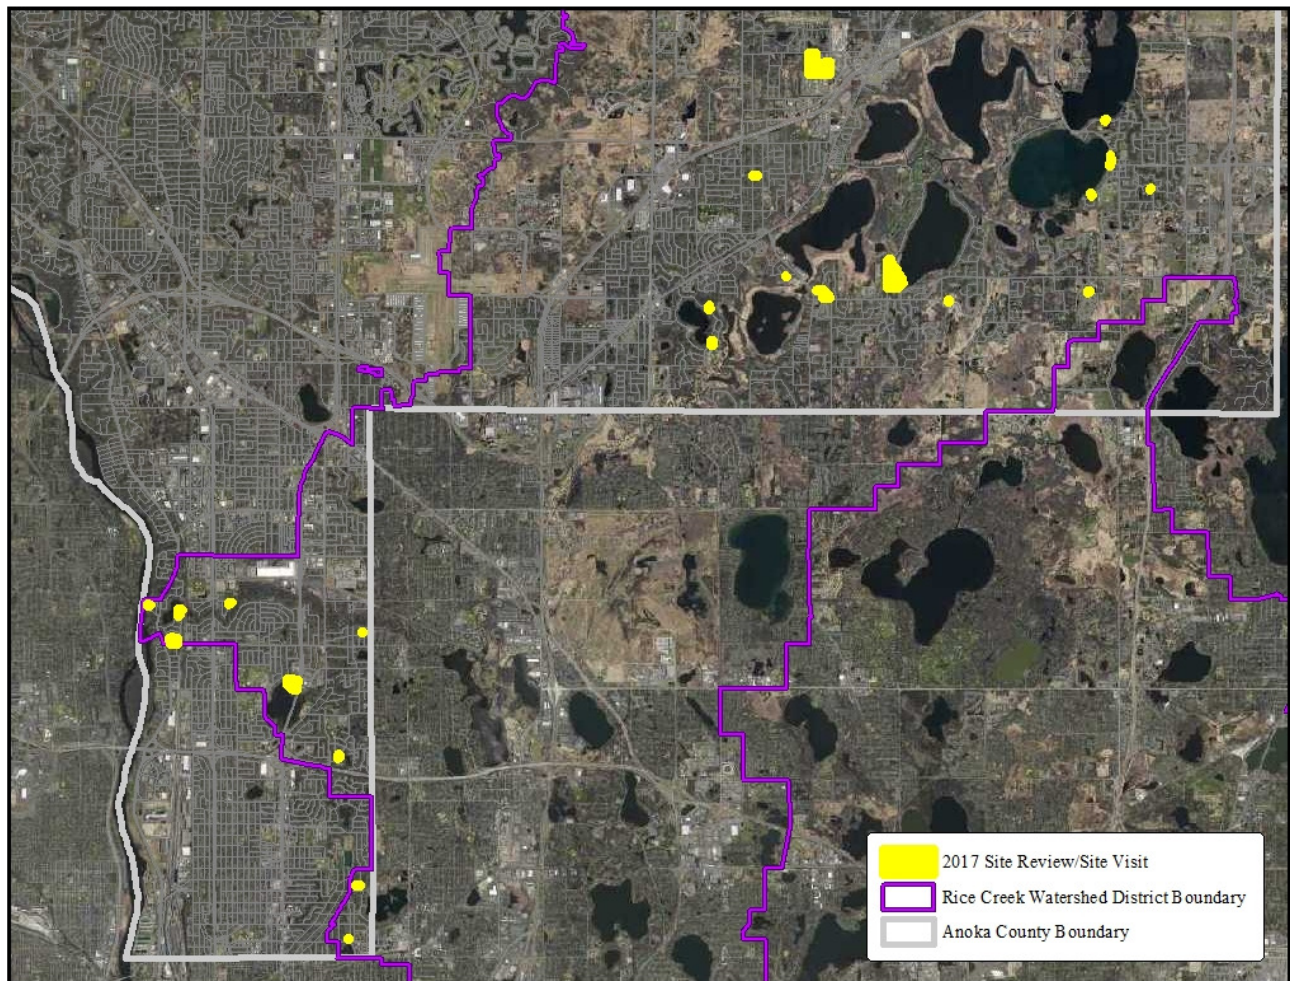 2017 Site Review/Site Visit
Rice Creek Watershed District Boundary
Anoka County Boundary